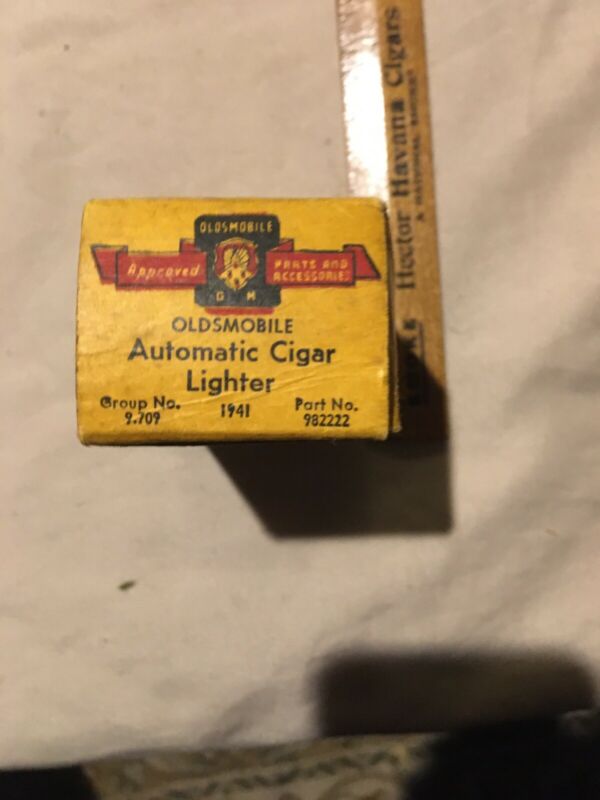 OLDSMOBILE
Approved
PARTS AND
ACCESSORIES
G M
OLDSMOBILE
Automatic Cigar
Lighter
Group No.
9.709
1941
Part No.
982222
Hector Havana Cigars